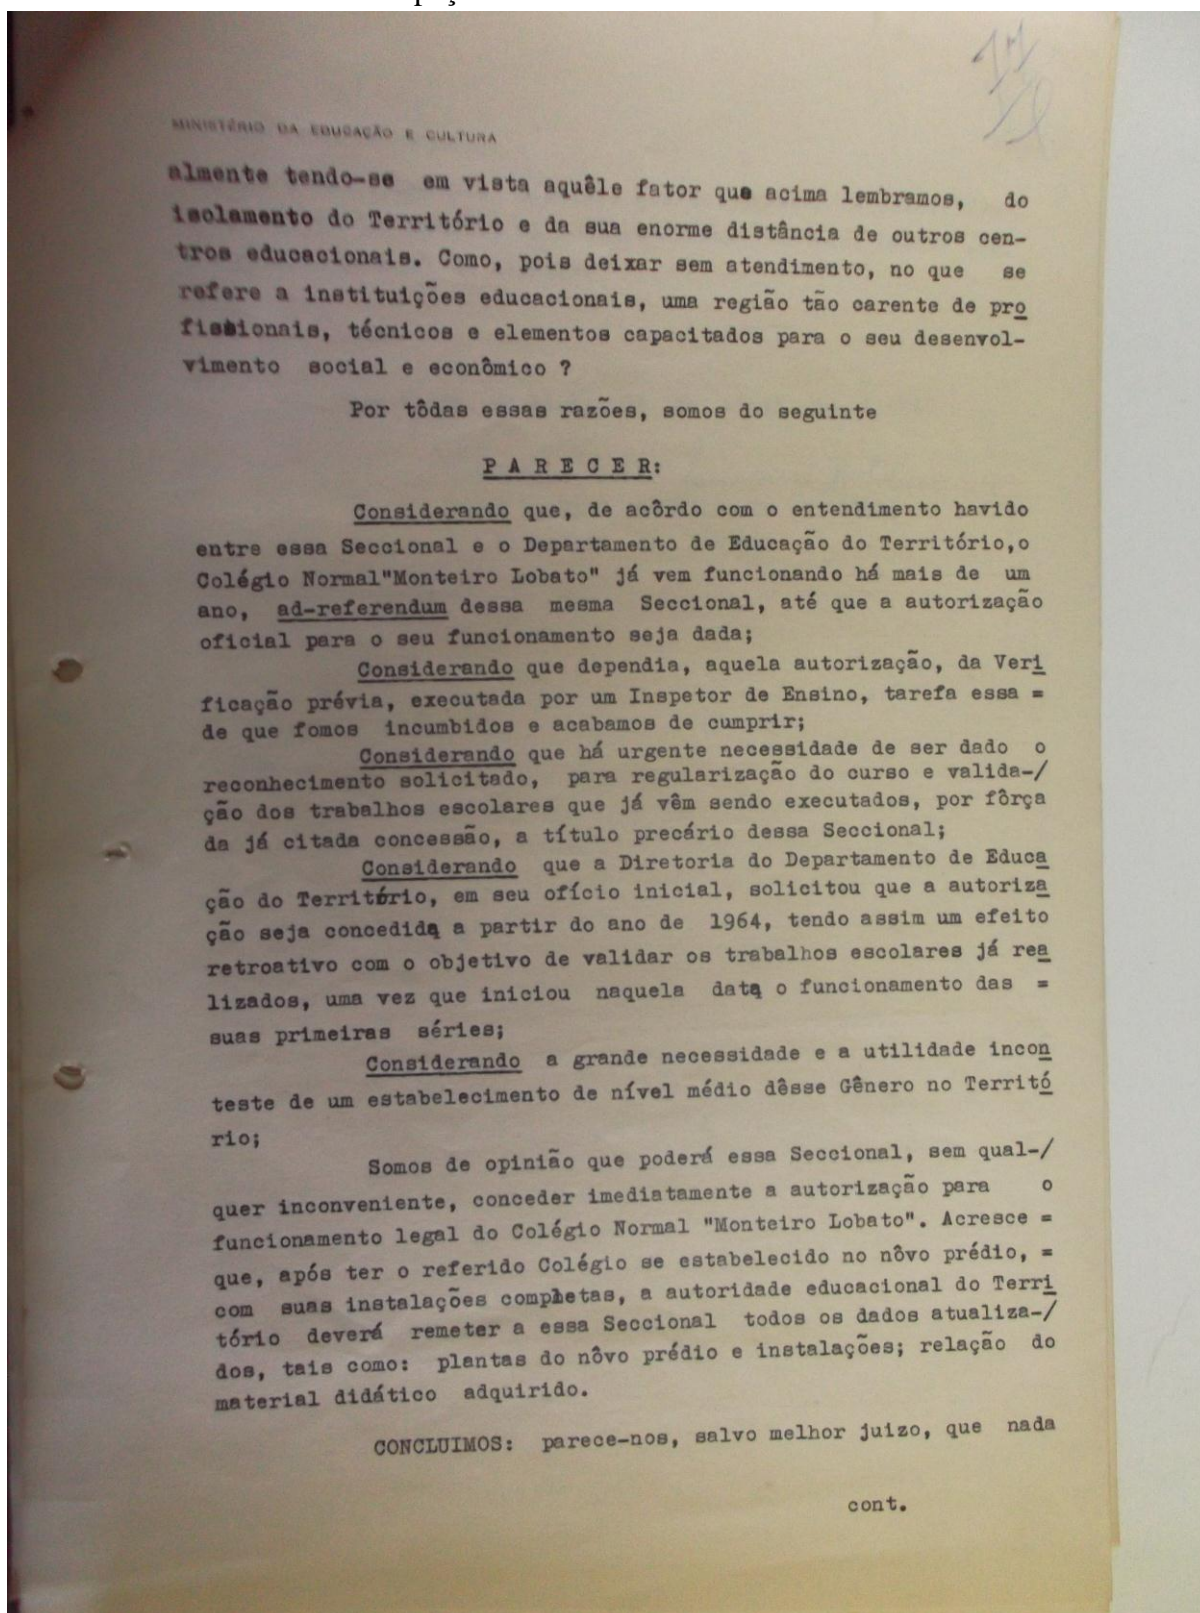 MINISTÉRIO DA EDUCAÇÃO E CULTURA
almente tendo-se em vista aquêle fator que acima lembramos, do
isolamento do Território e da sua enorme distância de outros cen-
tros educacionais. Como, pois deixar sem atendimento, no que se
refere a instituições educacionais, uma região tão carente de pro
fissionais, técnicos e elementos capacitados para o seu desenvol-
vimento social e econômico ?
Por tôdas essas razões, somos do seguinte
P A R E C E R:
Considerando que, de acôrdo com o entendimento havido
entre essa Seccional e o Departamento de Educação do Território,o
Colégio Normal"Monteiro Lobato" já vem funcionando há mais de um
ano, ad-referendum dessa mesma Seccional, até que a autorização
oficial para o seu funcionamento seja dada;
Considerando que dependia, aquela autorização, da Veri
ficação prévia, executada por um Inspetor de Ensino, tarefa essa =
de que fomos incumbidos e acabamos de cumprir;
Considerando que há urgente necessidade de ser dado o
reconhecimento solicitado, para regularização do curso e valida-/
ção dos trabalhos escolares que já vêm sendo executados, por fôrça
da já citada concessão, a título precário dessa Seccional;
Considerando que a Diretoria do Departamento de Educa
ção do Território, em seu ofício inicial, solicitou que a autoriza
ção seja concedida a partir do ano de 1964, tendo assim um efeito
retroativo com o objetivo de validar os trabalhos escolares já rea
lizados, uma vez que iniciou naquela data o funcionamento das =
suas primeiras séries;
Considerando a grande necessidade e a utilidade incon
teste de um estabelecimento de nível médio dêsse Gênero no Territó
rio;
Somos de opinião que poderá essa Seccional, sem qual-/
quer inconveniente, conceder imediatamente a autorização para o
funcionamento legal do Colégio Normal "Monteiro Lobato". Acresce =
que, após ter o referido Colégio se estabelecido no nôvo prédio, =
com suas instalações completas, a autoridade educacional do Terri
tório deverá remeter a essa Seccional todos os dados atualiza-/
dos, tais como: plantas do nôvo prédio e instalações; relação do
material didático adquirido.
CONCLUIMOS: parece-nos, salvo melhor juizo, que nada
cont.